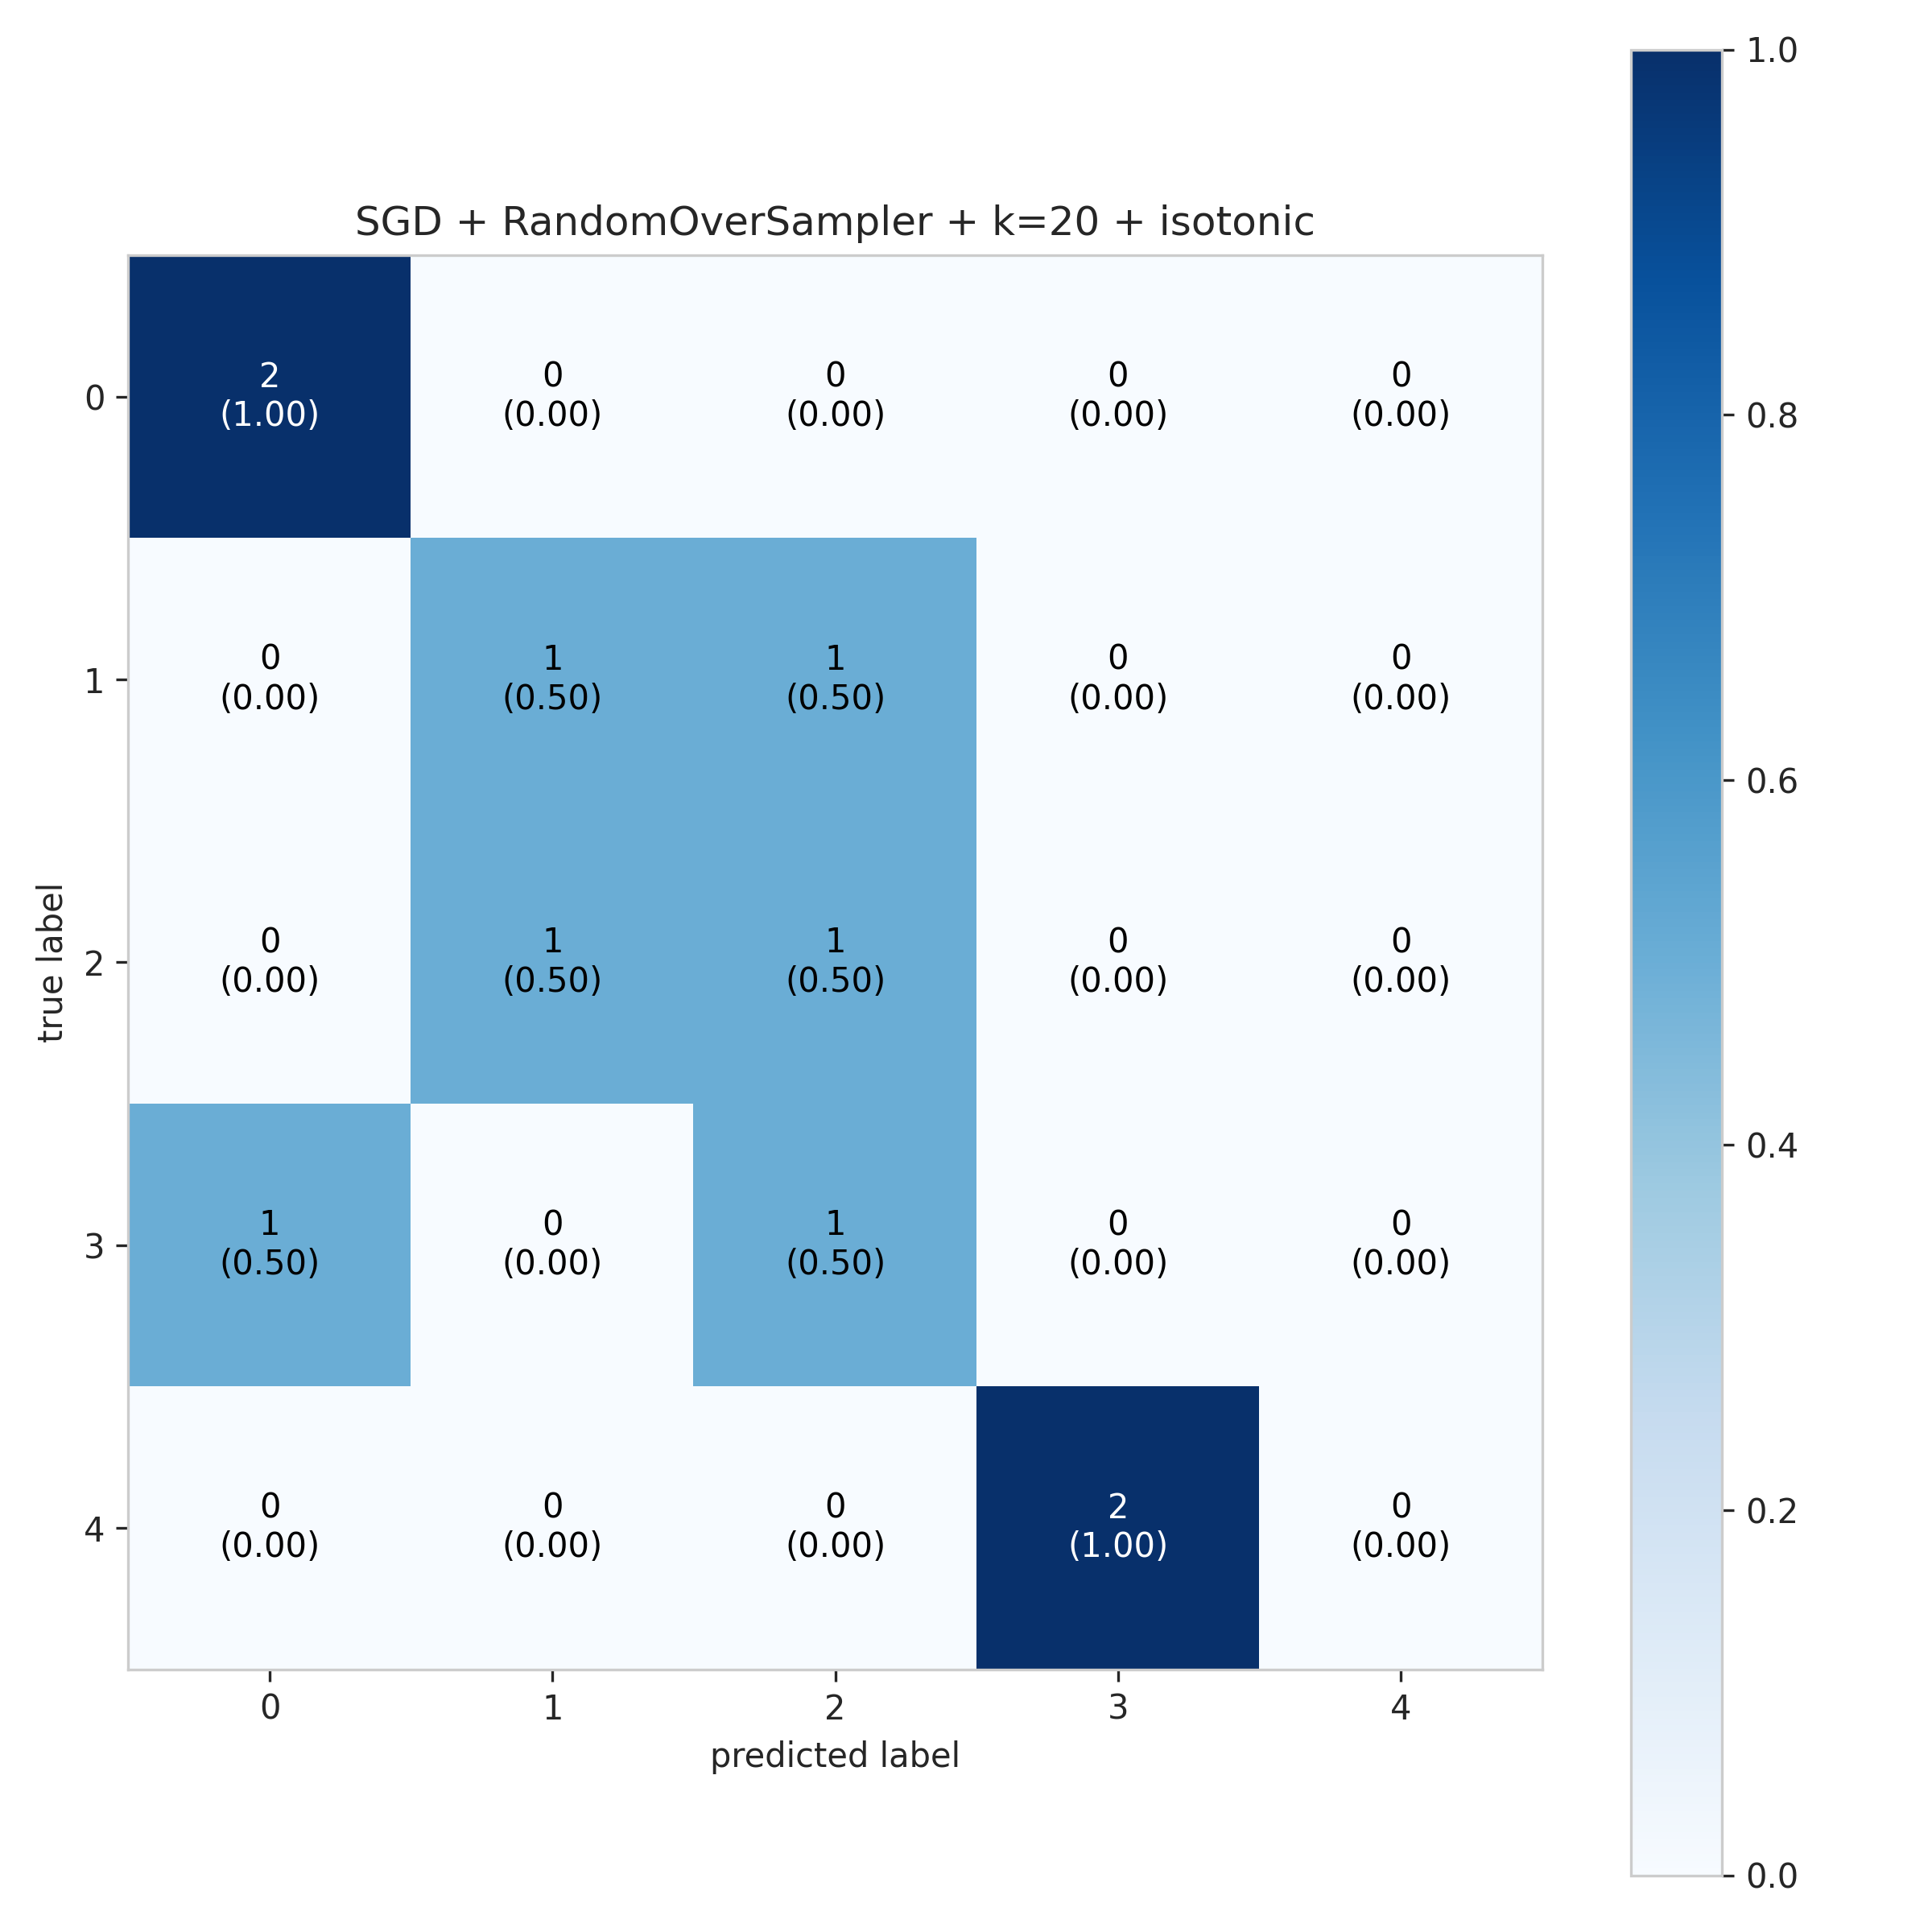 SGD + RandomOverSampler + k=20 + isotonic
1.0
0.8
0.6
0.4
0.2
0.0
true label
0
2 0 0 0 0
(1.00) (0.00) (0.00) (0.00) (0.00)
1
0 1 1 0 0
(0.00) (0.50) (0.50) (0.00) (0.00)
2
0 1 1 0 0
(0.00) (0.50) (0.50) (0.00) (0.00)
3
1 0 1 0 0
(0.50) (0.00) (0.50) (0.00) (0.00)
4
0 0 0 2 0
(0.00) (0.00) (0.00) (1.00) (0.00)
0 1 2 3 4
predicted label